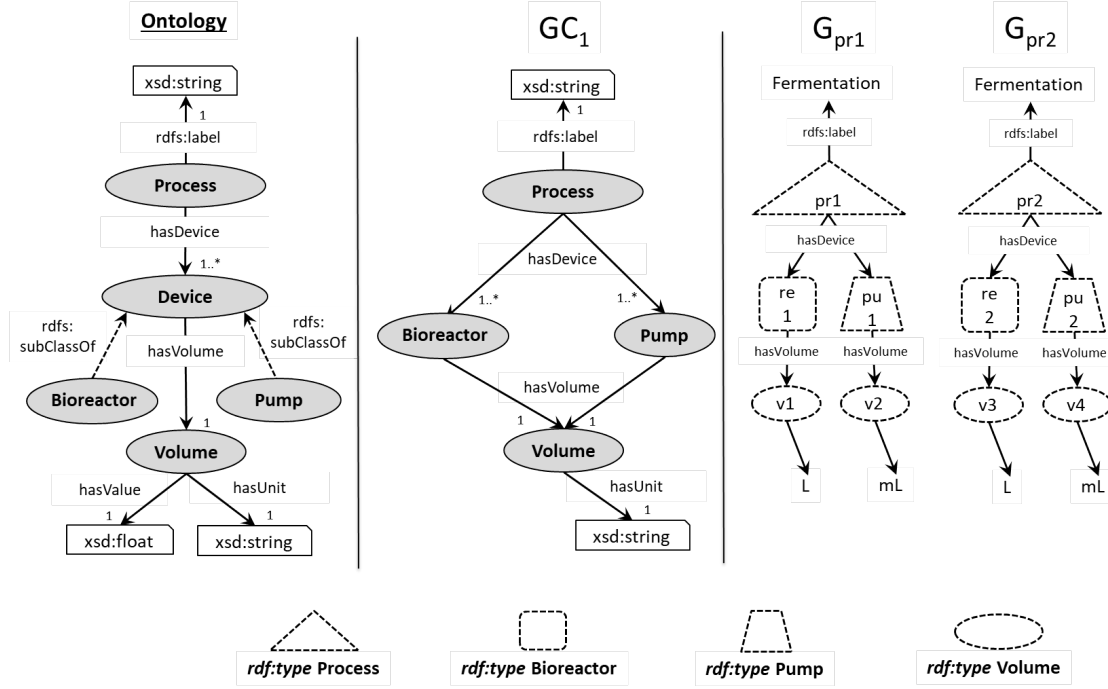 Ontology
xsd:string
1
rdfs:label
Process
hasDevice
1..*
Device
rdfs:
subClassOf
hasVolume
rdfs:
subClassOf
Bioreactor
Pump
1
Volume
hasValue
hasUnit
1
1
xsd:float
xsd:string
GC1
xsd:string
1
rdfs:label
Process
hasDevice
1..*
1..*
Bioreactor
Pump
hasVolume
1
1
Volume
hasUnit
1
xsd:string
Gpr1
Fermentation
rdfs:label
pr1
hasDevice
re
1
pu
1
hasVolume
hasVolume
v1
v2
L
mL
Gpr2
Fermentation
rdfs:label
pr2
hasDevice
re
2
pu
2
hasVolume
hasVolume
v3
v4
L
mL
rdf:type Process
rdf:type Bioreactor
rdf:type Pump
rdf:type Volume